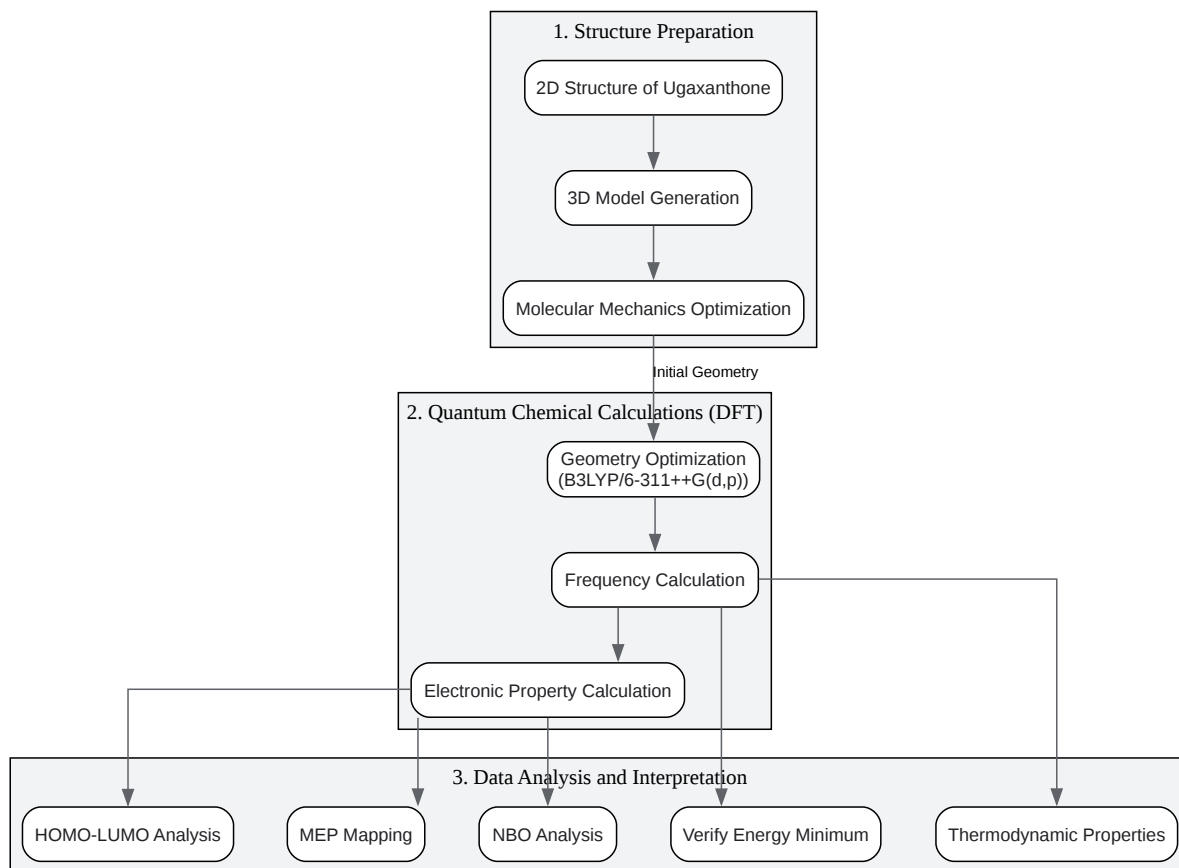 1. Structure Preparation
2D Structure of Ugaxanthone
3D Model Generation
Molecular Mechanics Optimization
Initial Geometry
2. Quantum Chemical Calculations (DFT)
Geometry Optimization
(B3LYP/6-311++G(d,p))
Frequency Calculation
Electronic Property Calculation
3. Data Analysis and Interpretation
HOMO-LUMO Analysis
MEP Mapping
NBO Analysis
Verify Energy Minimum
Thermodynamic Properties